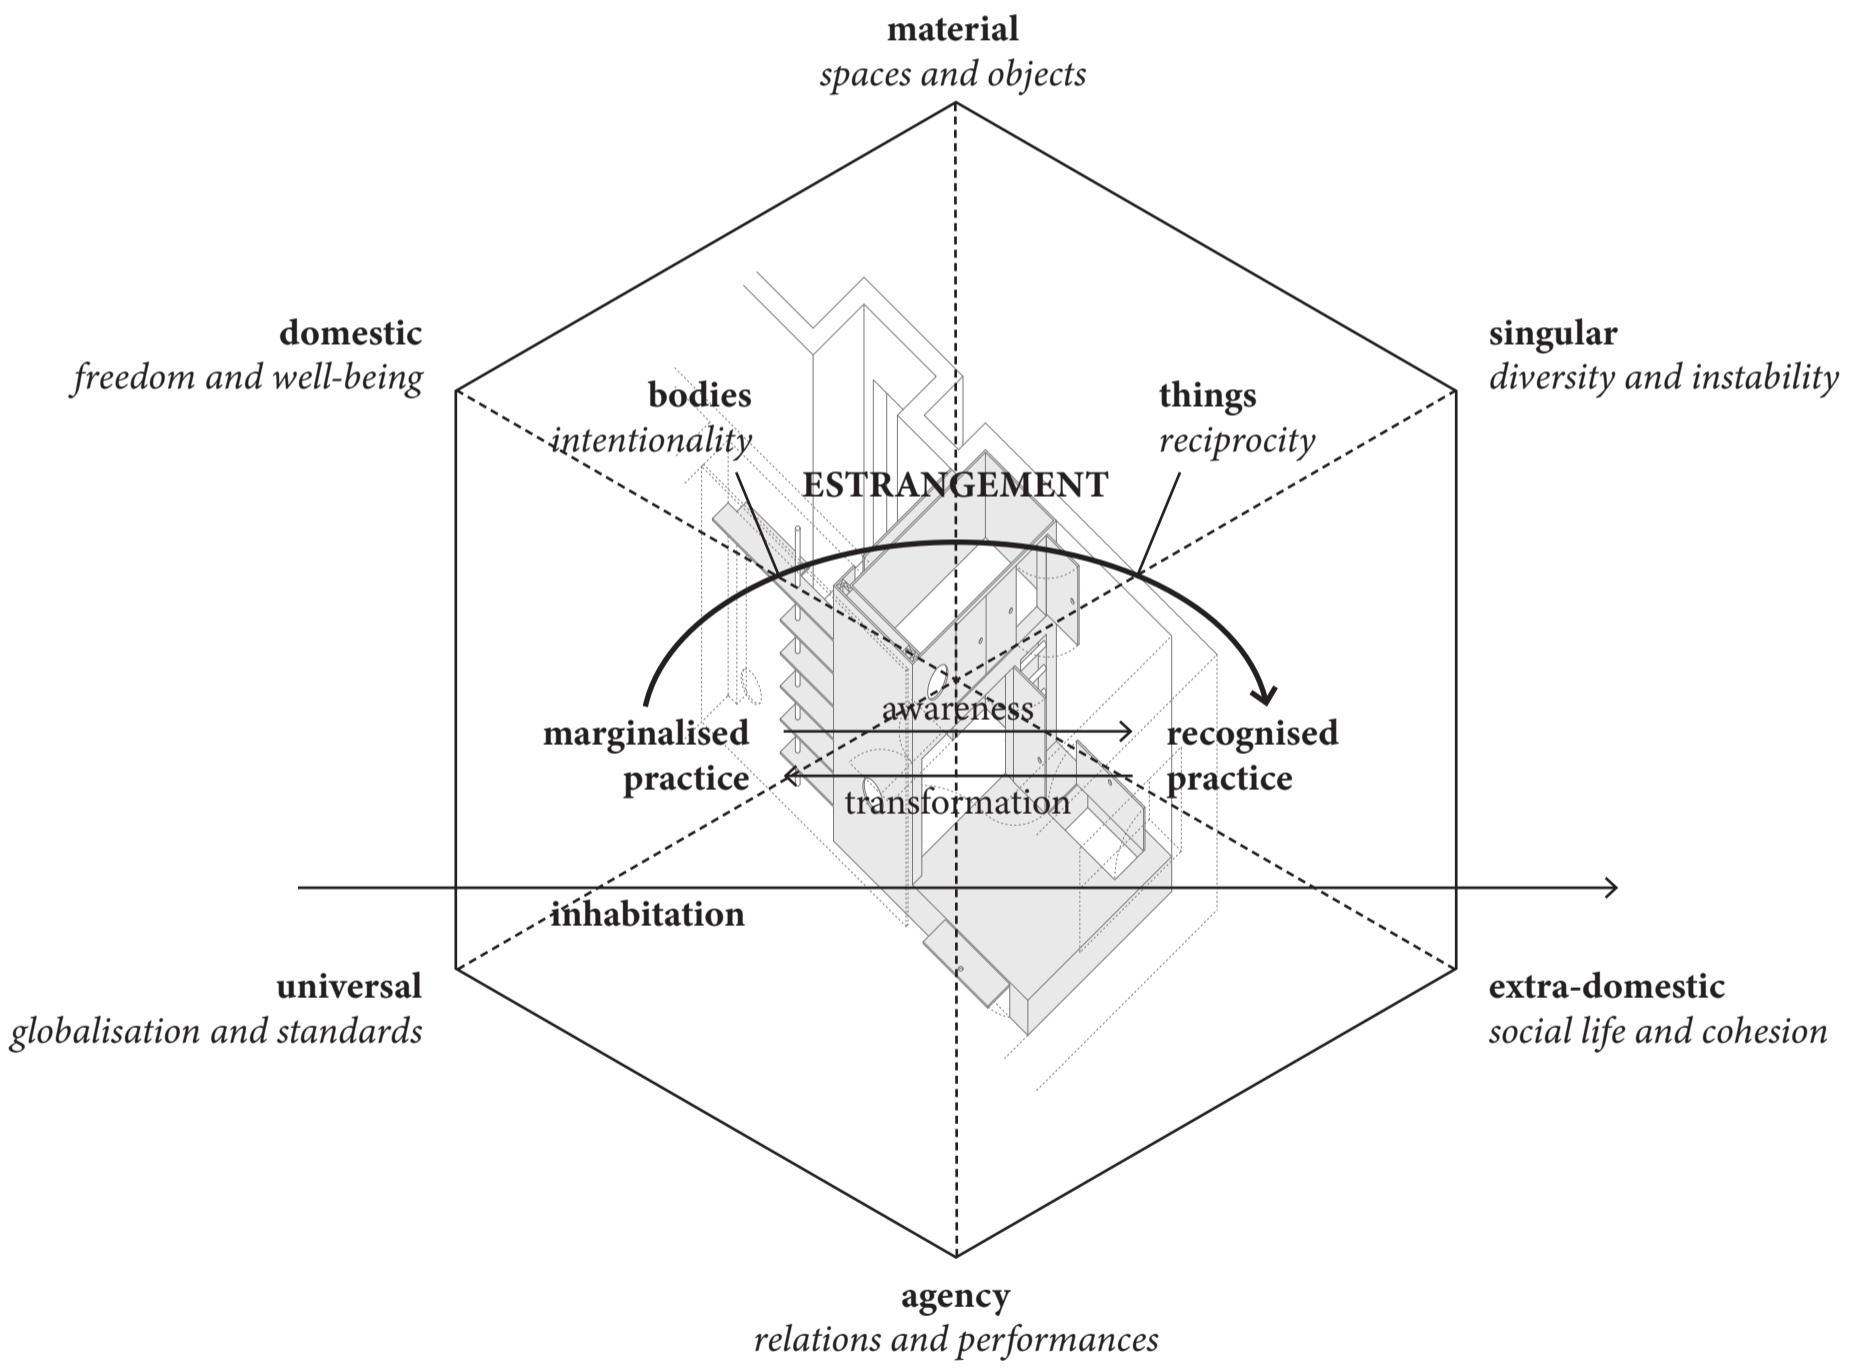 material
spaces and objects
domestic
freedom and well-being
singular
diversity and instability
bodies
intentionality
things
reciprocity
ESTRANGEMENT
marginalised
practice
awareness
transformation
recognised
practice
inhabitation
universal
globalisation and standards
extra-domestic
social life and cohesion
agency
relations and performances